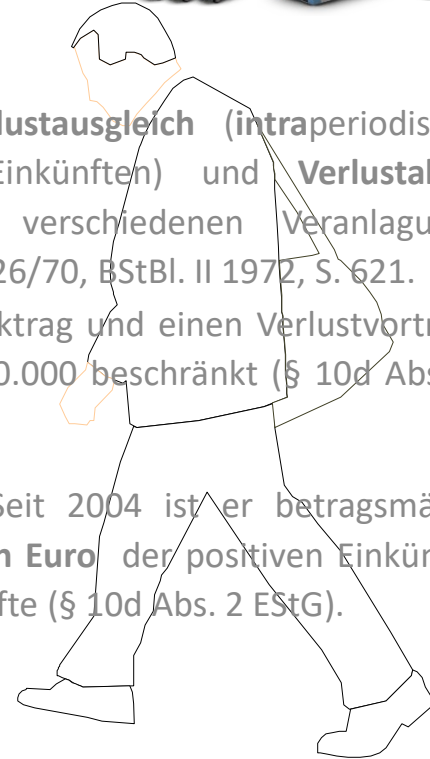 lustausgleich (intraperiodis
Einkünften) und Verlusta
verschiedenen Veranlagu
26/70, BStBl. II 1972, S. 621.
ktrag und einen Verlustvortr
0.000 beschränkt (§ 10d Abs
Seit 2004 ist er betragsmä
n Euro der positiven Einkün
fte (§ 10d Abs. 2 EStG).